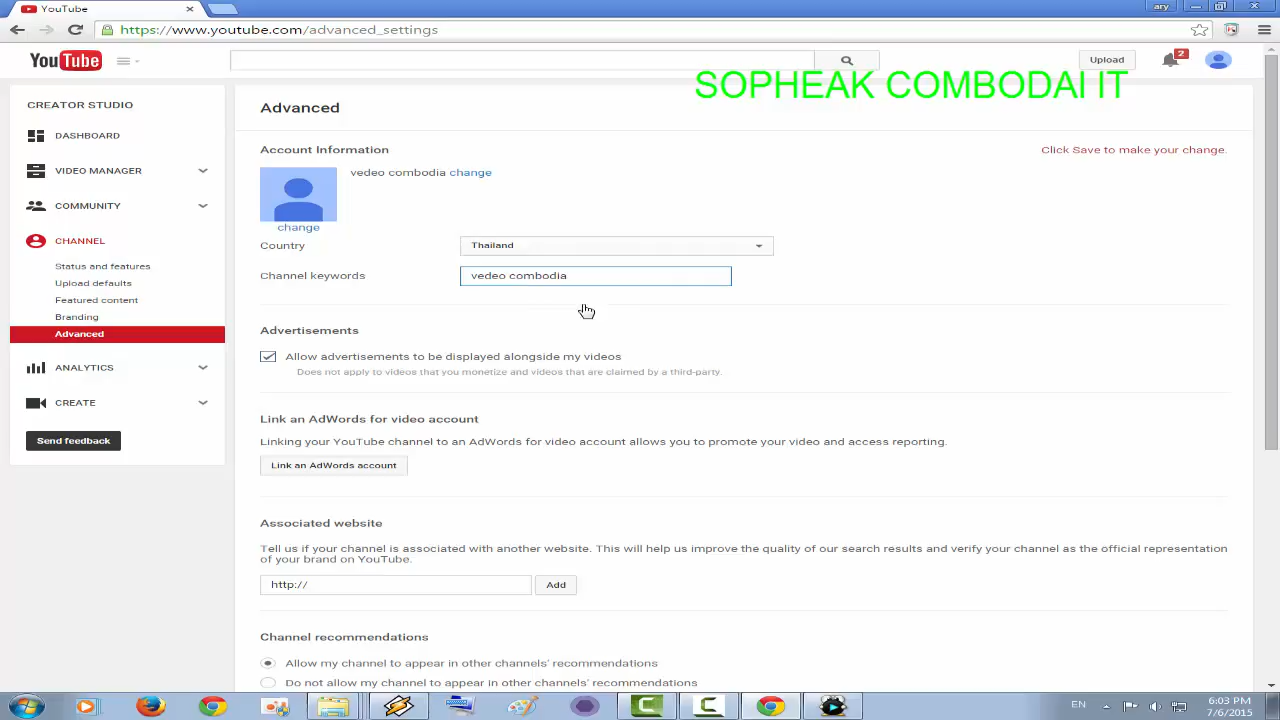 YouTube
ary
https://www.youtube.com/advanced_settings
YouTube
Upload
2
SOPHEAK COMBODAI IT
CREATOR STUDIO
DASHBOARD
VIDEO MANAGER
COMMUNITY
CHANNEL
Status and features
Upload defaults
Featured content
Branding
Advanced
ANALYTICS
CREATE
Send feedback
Advanced
Account Information
Click Save to make your change.
vedeo combodia change
change
Country
Thailand
Channel keywords
vedeo combodia
Advertisements
Allow advertisements to be displayed alongside my videos
Does not apply to videos that you monetize and videos that are claimed by a third-party.
Link an AdWords for video account
Linking your YouTube channel to an AdWords for video account allows you to promote your video and access reporting.
Link an AdWords account
Associated website
Tell us if your channel is associated with another website. This will help us improve the quality of our search results and verify your channel as the official representation
of your brand on YouTube.
http://
Add
Channel recommendations
Allow my channel to appear in other channels' recommendations
Do not allow my channel to appear in other channels' recommendations
EN
6:03 PM
7/6/2015